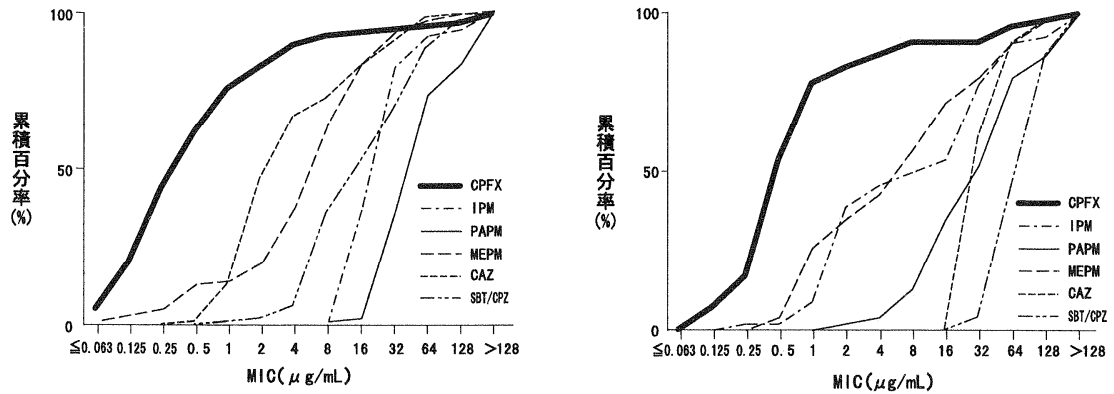 100
50
0
累積百分率
(%)
CPFX
IPM
PAPM
MEPM
CAZ
SBT/CPZ
≦0.063 0.125 0.25 0.5 1 2 4 8 16 32 64 128 >128
MIC(μg/mL)
100
50
0
累積百分率
(%)
CPFX
IPM
PAPM
MEPM
CAZ
SBT/CPZ
≦0.063 0.125 0.25 0.5 1 2 4 8 16 32 64 128 >128
MIC(μg/mL)